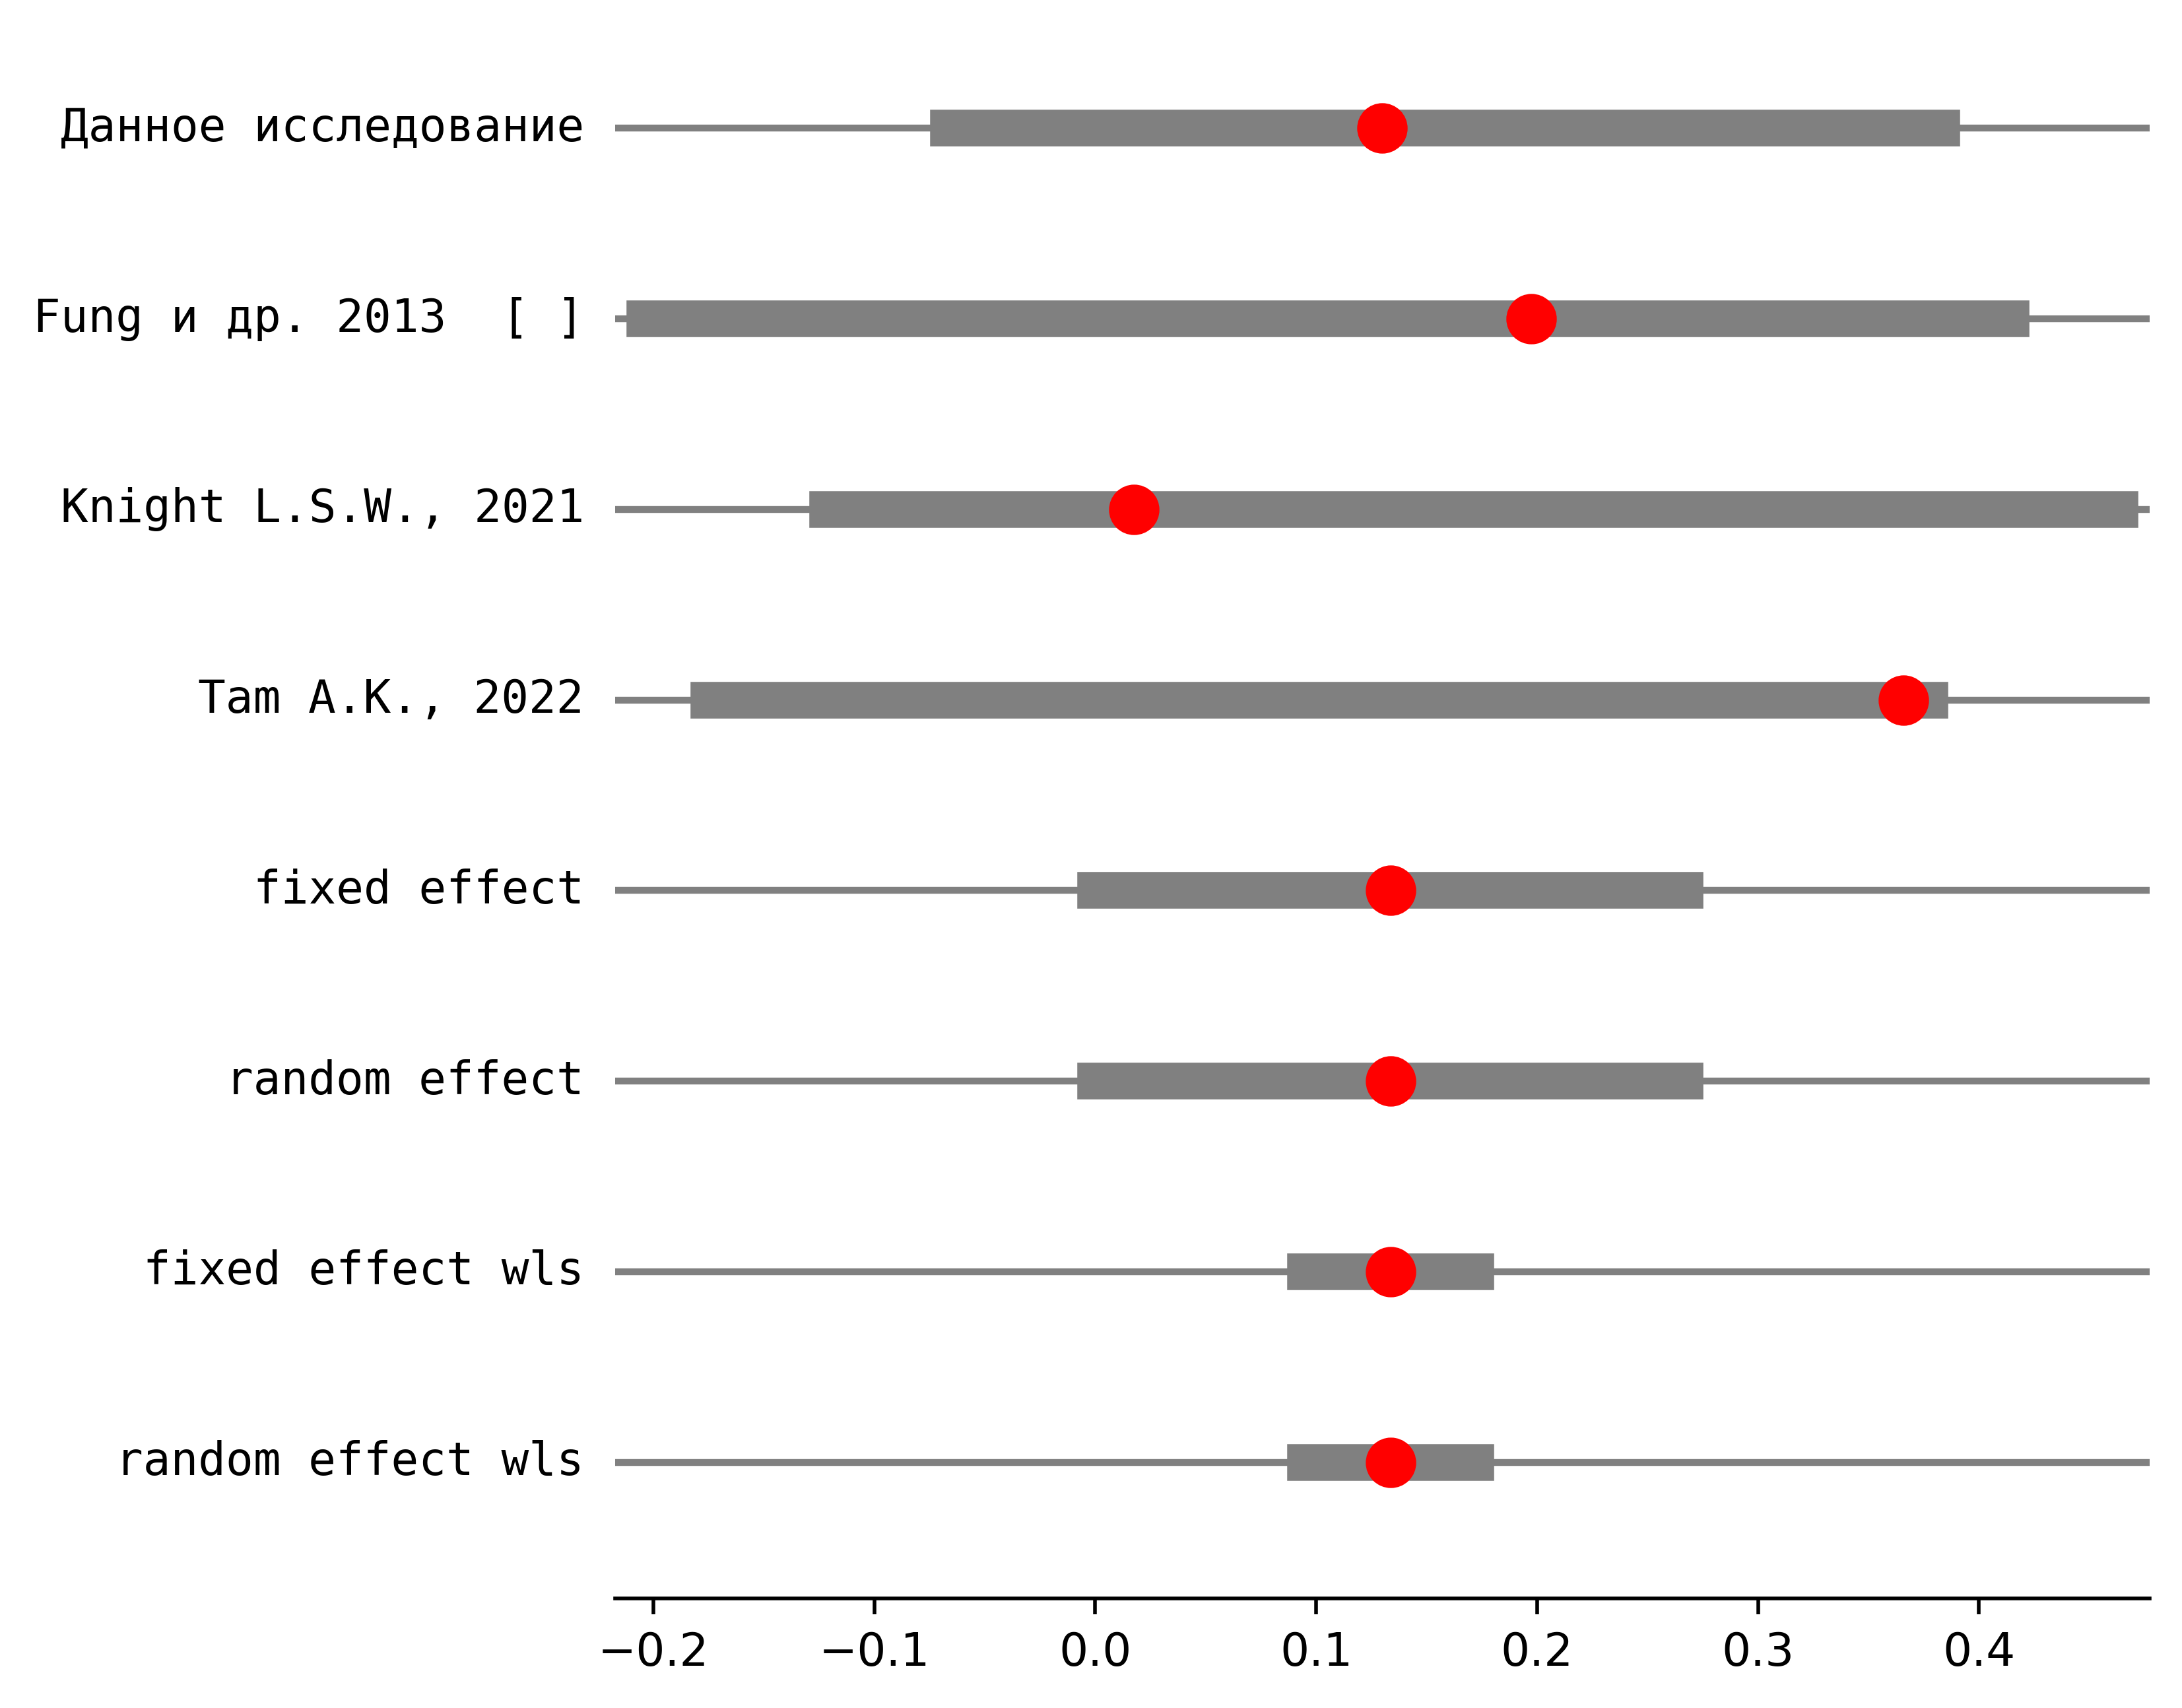 Данное исследование
Fung и др. 2013  [ ]
Knight L.S.W., 2021
Tam A.K., 2022
fixed effect
random effect
fixed effect wls
random effect wls
−0.2 −0.1 0.0 0.1 0.2 0.3 0.4